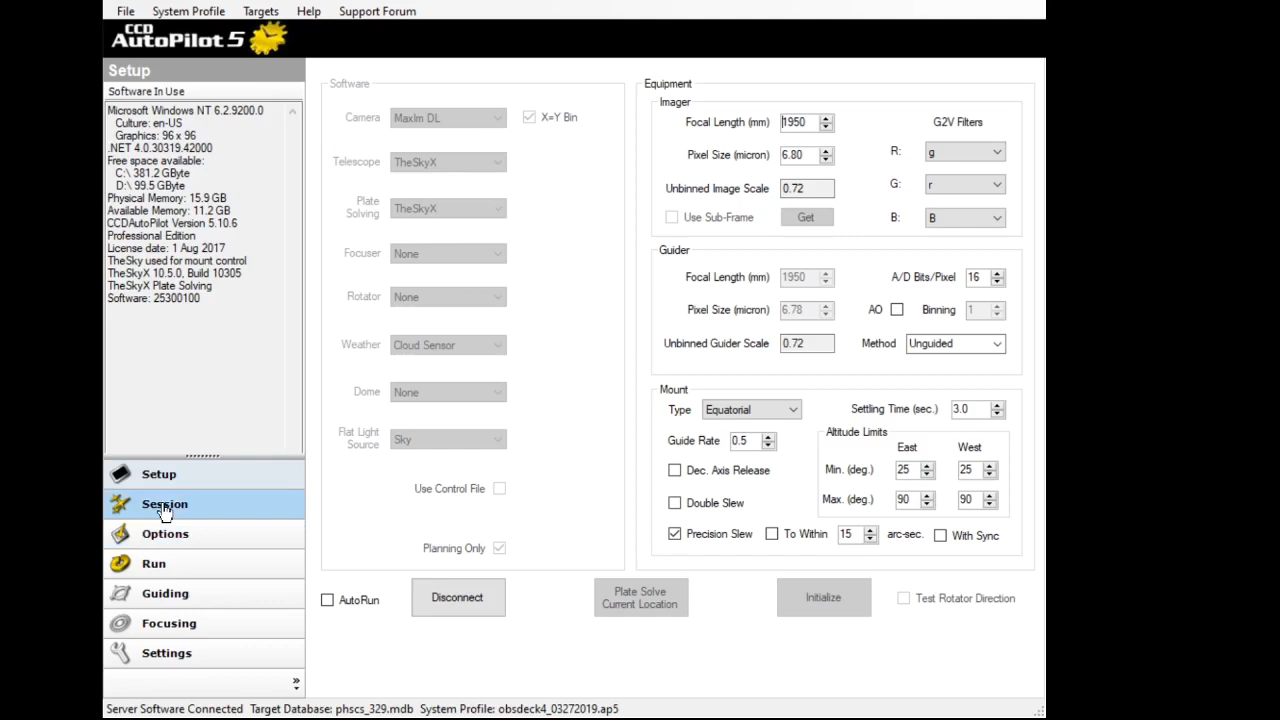 File System Profile Targets Help Support Forum
CCD
AutoPilot 5
Setup
Software In Use
Microsoft Windows NT 6.2.9200.0
Culture: en-US
Graphics: 96 x 96
.NET 4.0.30319.42000
Free space available:
C:\ 381.2 GByte
D:\ 99.5 GByte
Physical Memory: 15.9 GB
Available Memory: 11.2 GB
CCDAutoPilot Version 5.10.6
Professional Edition
License date: 1 Aug 2017
TheSky used for mount control
TheSkyX 10.5.0, Build 10305
TheSkyX Plate Solving
Software: 25300100
Setup
Session
Options
Run
Guiding
Focusing
Settings
»
Software
Camera MaxIm DL X=Y Bin
Telescope TheSkyX
Plate
Solving TheSkyX
Focuser None
Rotator None
Weather Cloud Sensor
Dome None
Flat Light
Source Sky
Use Control File
Planning Only
AutoRun Disconnect
Equipment
Imager
Focal Length (mm) 1950 G2V Filters
Pixel Size (micron) 6.80 R: g
Unbinned Image Scale 0.72 G: r
Use Sub-Frame Get B: B
Guider
Focal Length (mm) 1950 A/D Bits/Pixel 16
Pixel Size (micron) 6.78 AO Binning 1
Unbinned Guider Scale 0.72 Method Unguided
Mount
Type Equatorial Settling Time (sec.) 3.0
Guide Rate 0.5 Altitude Limits
East West
Dec. Axis Release Min. (deg.) 25 25
Double Slew Max. (deg.) 90 90
Precision Slew To Within 15 arc-sec. With Sync
Plate Solve
Current Location
Initialize Test Rotator Direction
Server Software Connected Target Database: phscs_329.mdb System Profile: obsdeck4_03272019.ap5